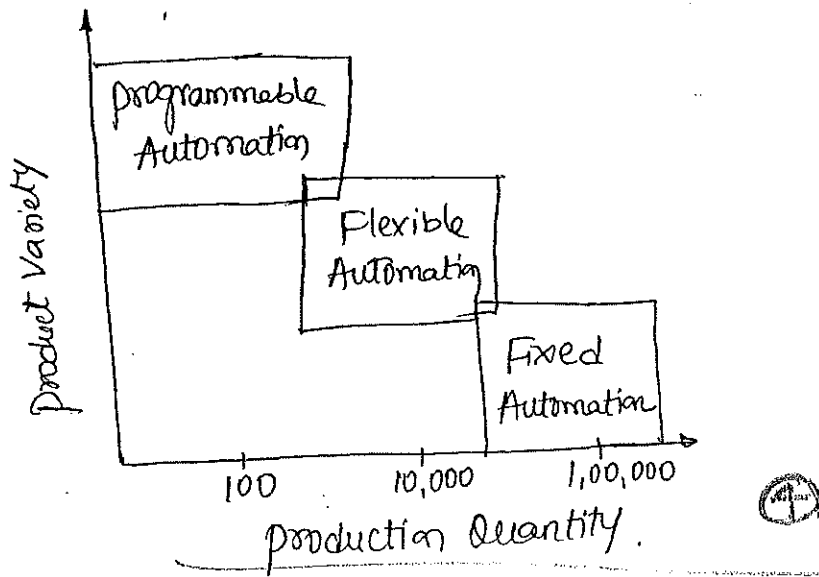 programmable
Automation
Flexible
Automation
Fixed
Automation
product Variety
100
10,000
1,00,000
production Quantity.